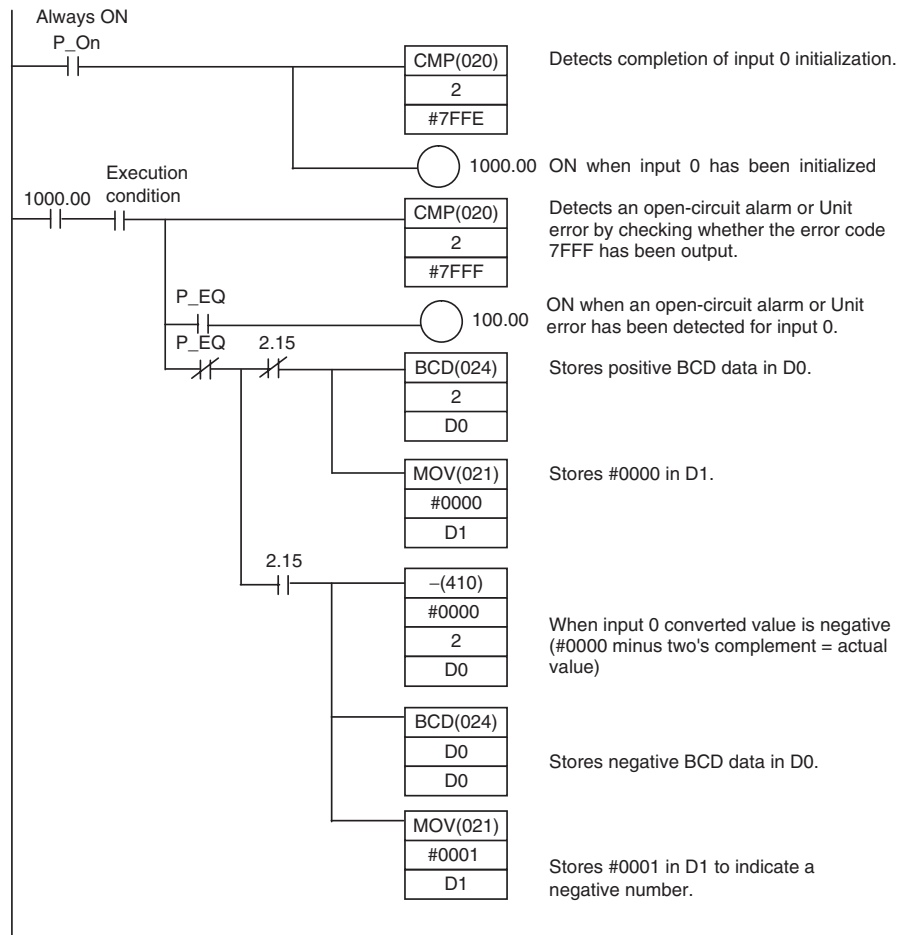 Always ON
P_On
CMP(020)
2
#7FFE
Detects completion of input 0 initialization.
1000.00
ON when input 0 has been initialized
1000.00
Execution
condition
CMP(020)
2
#7FFF
Detects an open-circuit alarm or Unit
error by checking whether the error code
7FFF has been output.
P_EQ
100.00
ON when an open-circuit alarm or Unit
error has been detected for input 0.
P_EQ
2.15
BCD(024)
2
D0
Stores positive BCD data in D0.
MOV(021)
#0000
D1
Stores #0000 in D1.
2.15
−(410)
#0000
2
D0
When input 0 converted value is negative
(#0000 minus two's complement = actual
value)
BCD(024)
D0
D0
Stores negative BCD data in D0.
MOV(021)
#0001
D1
Stores #0001 in D1 to indicate a
negative number.